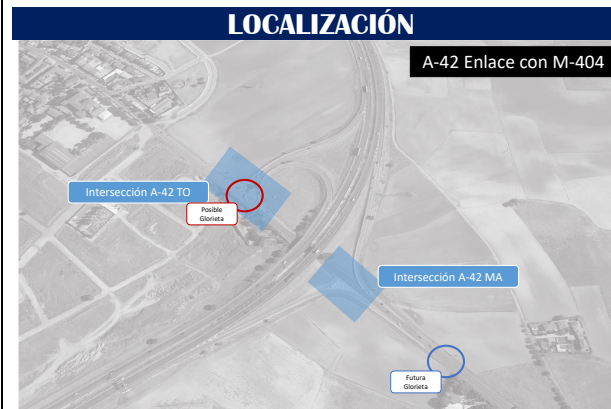 LOCALIZACIÓN
A-42 Enlace con M-404
Intersección A-42 TO
Posible
Glorieta
Intersección A-42 MA
Futura
Glorieta